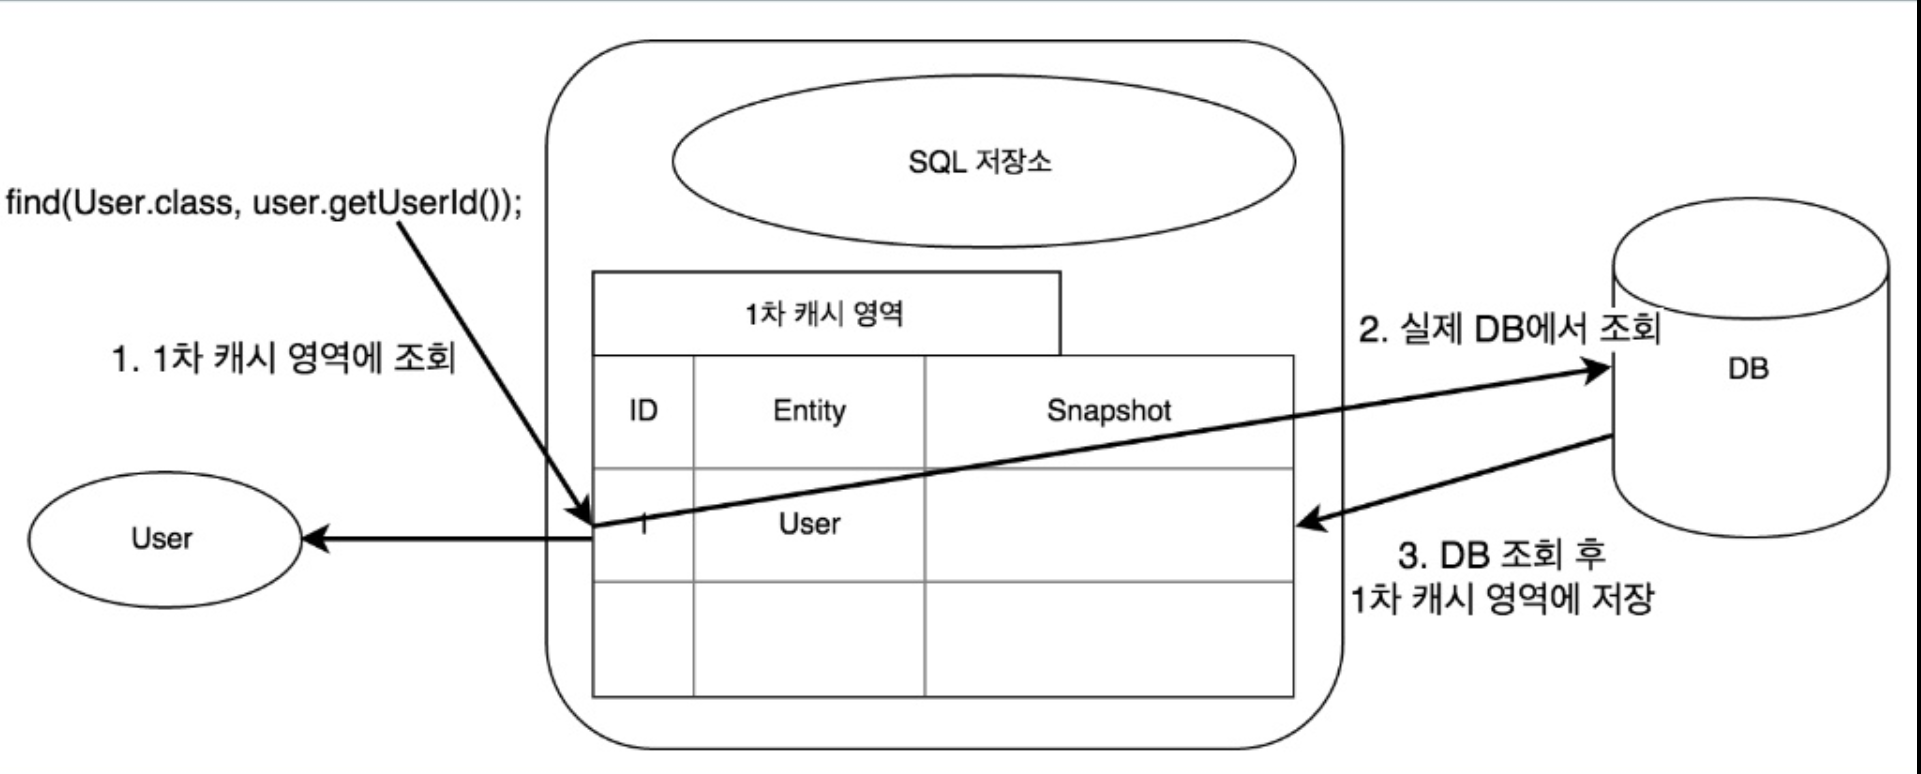 SQL 저장소
find(User.class, user.getUserId());
1차 캐시 영역
1. 1차 캐시 영역에 조회
2. 실제 DB에서 조회
DB
ID Entity Snapshot
1 User
User
3. DB 조회 후
1차 캐시 영역에 저장